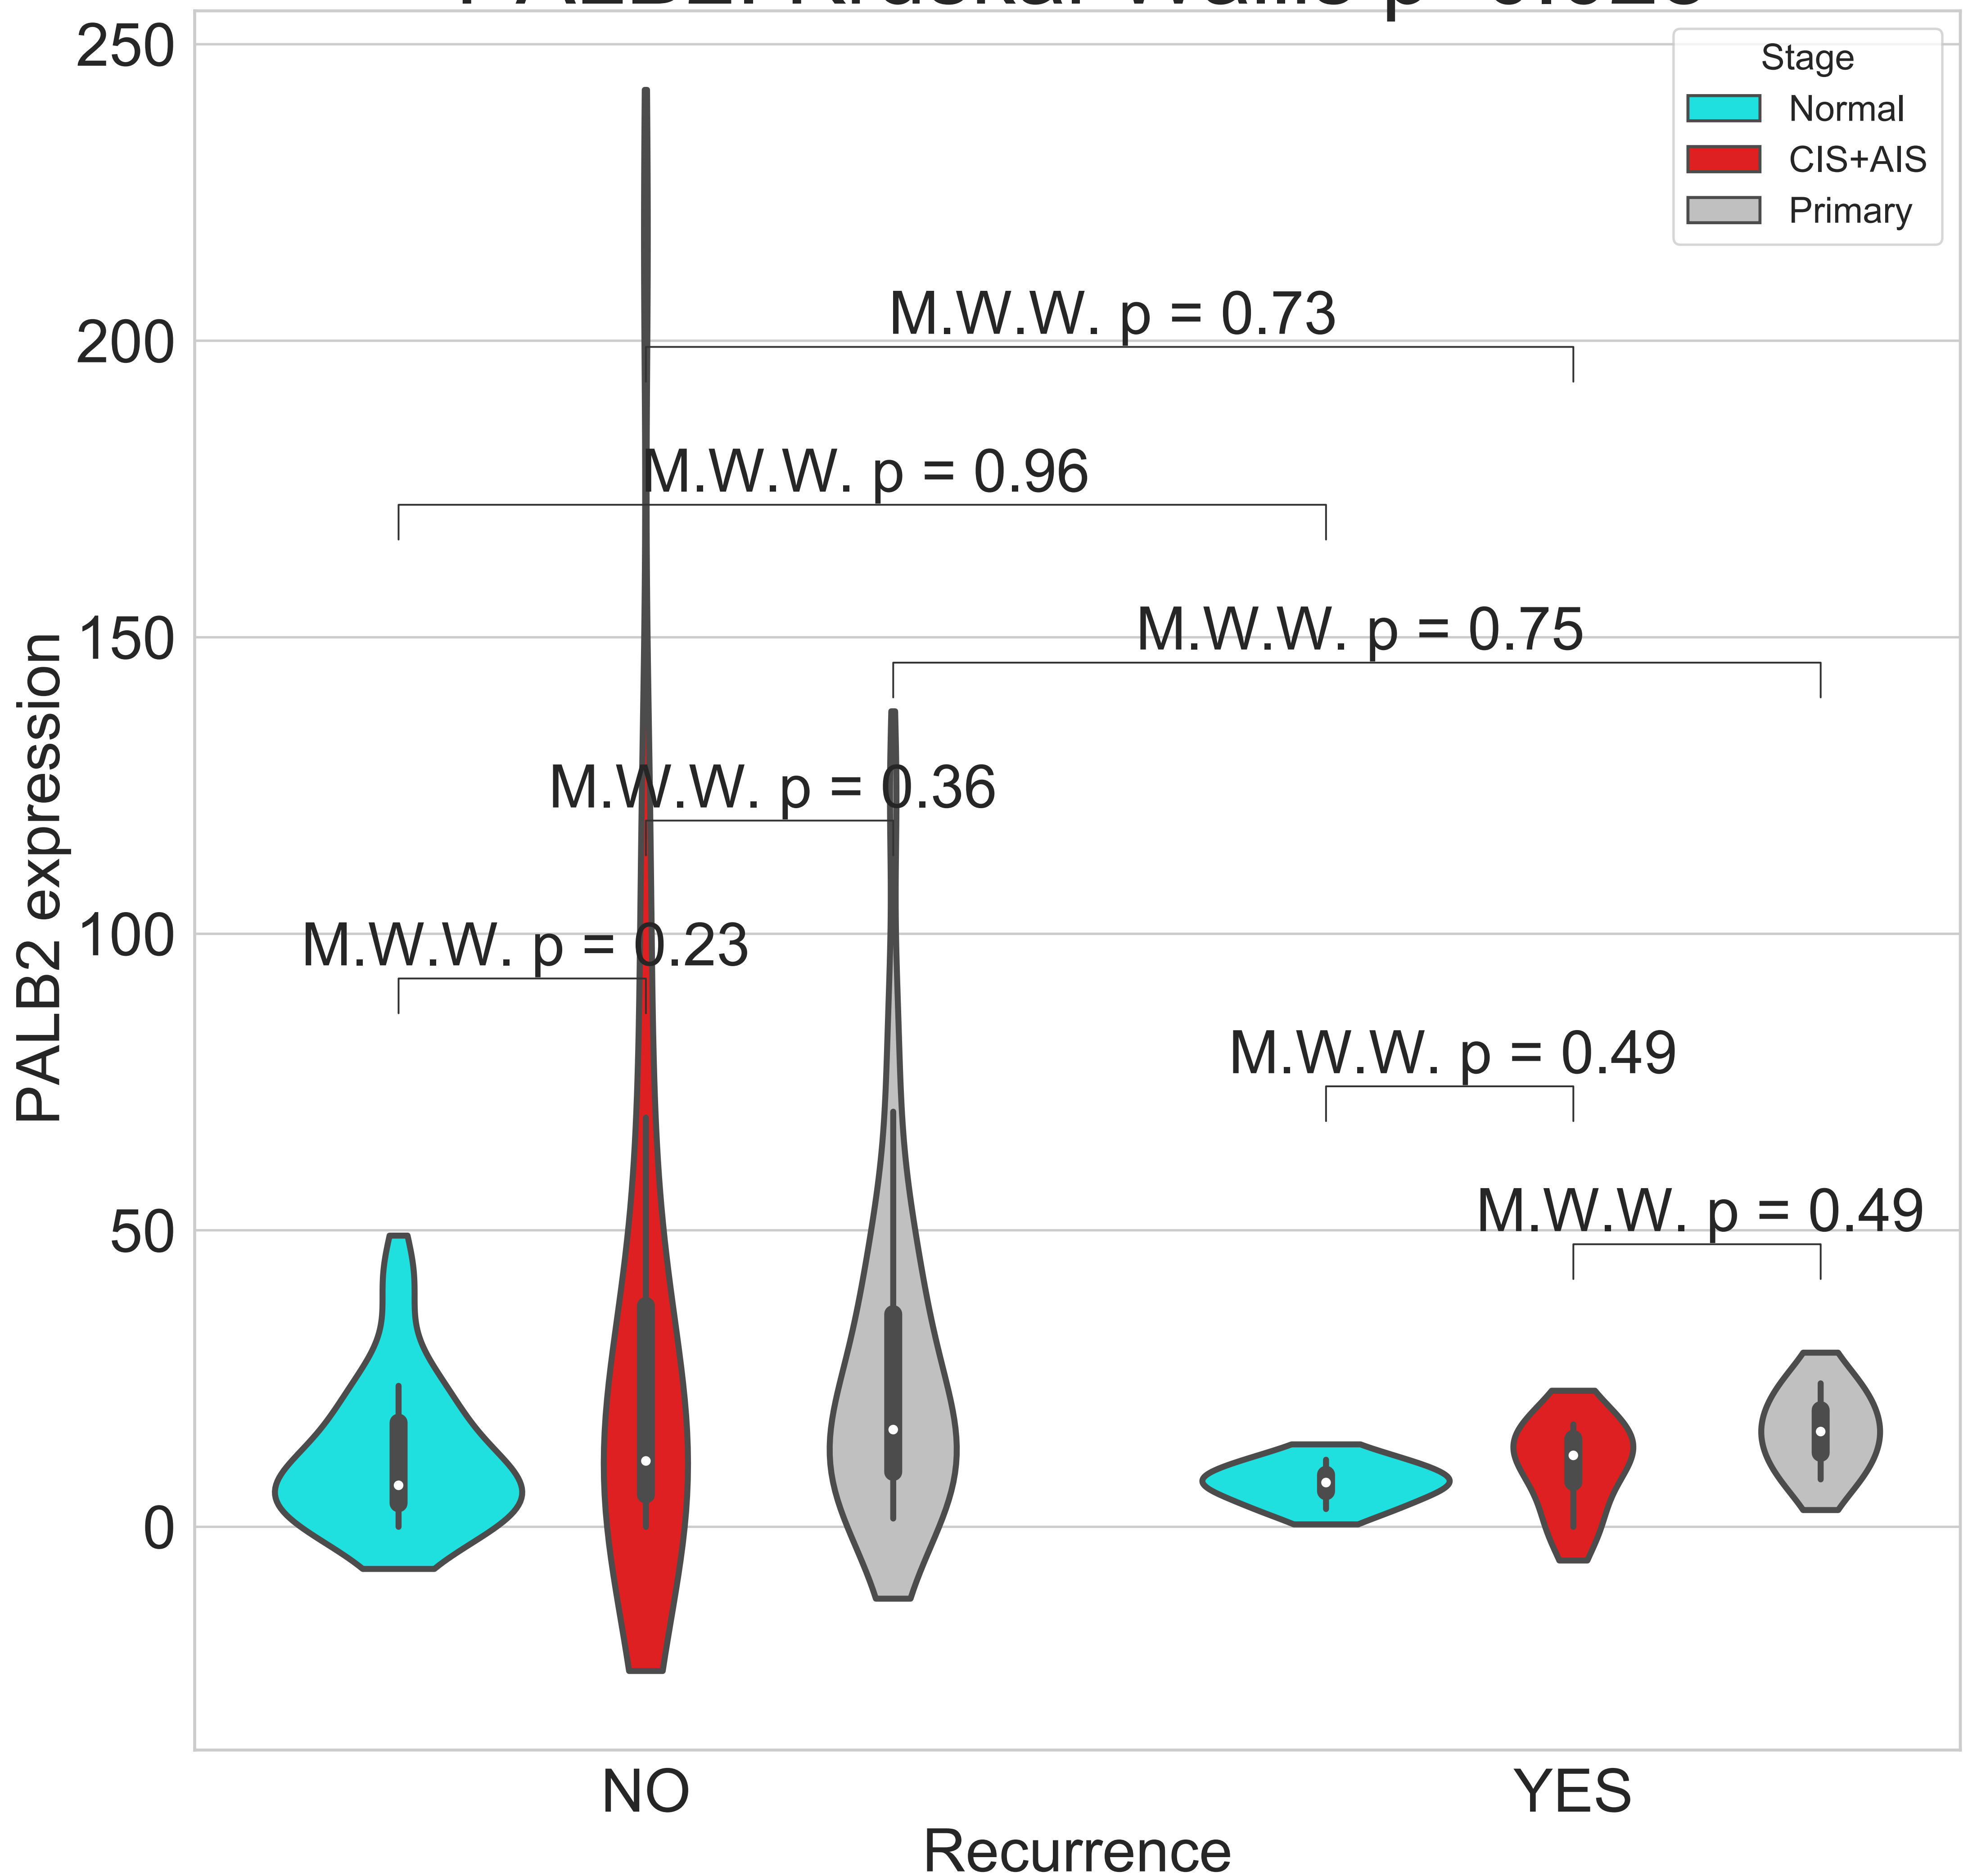 250
200
150
100
50
0
PALB2 expression
Stage
Normal
CIS+AIS
Primary
M.W.W. p = 0.73
M.W.W. p = 0.96
M.W.W. p = 0.75
M.W.W. p = 0.36
M.W.W. p = 0.23
M.W.W. p = 0.49
M.W.W. p = 0.49
NO
YES
Recurrence